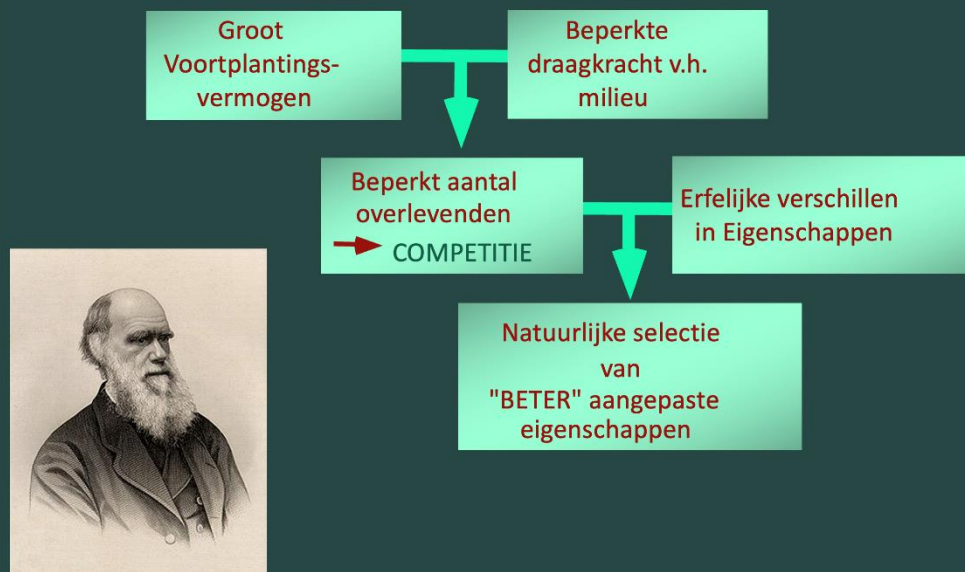 Groot
Voortplantings-
vermogen
Beperkte
draagkracht v.h.
milieu
Beperkt aantal
overlevenden
COMPETITIE
Erfelijke verschillen
in Eigenschappen
Natuurlijke selectie
van
"BETER" aangepaste
eigenschappen